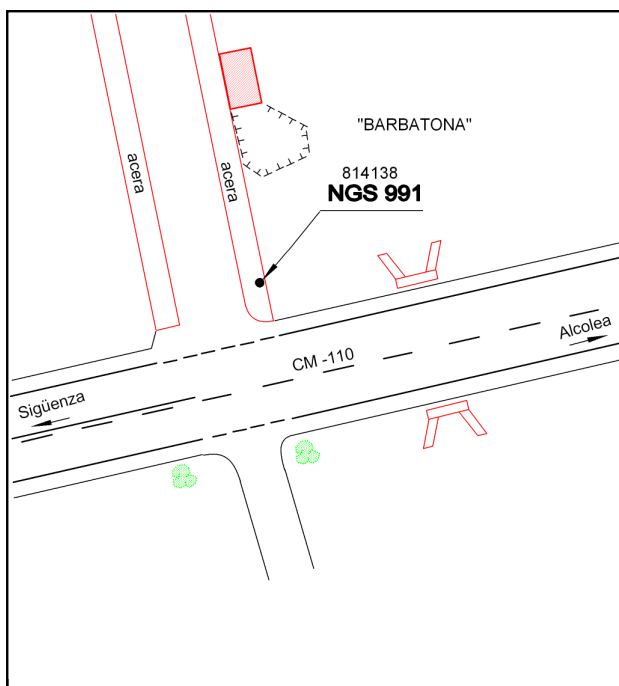 "BARBATONA"
acera
acera
814138
NGS 991
CM -110
Alcolea
Sigüenza